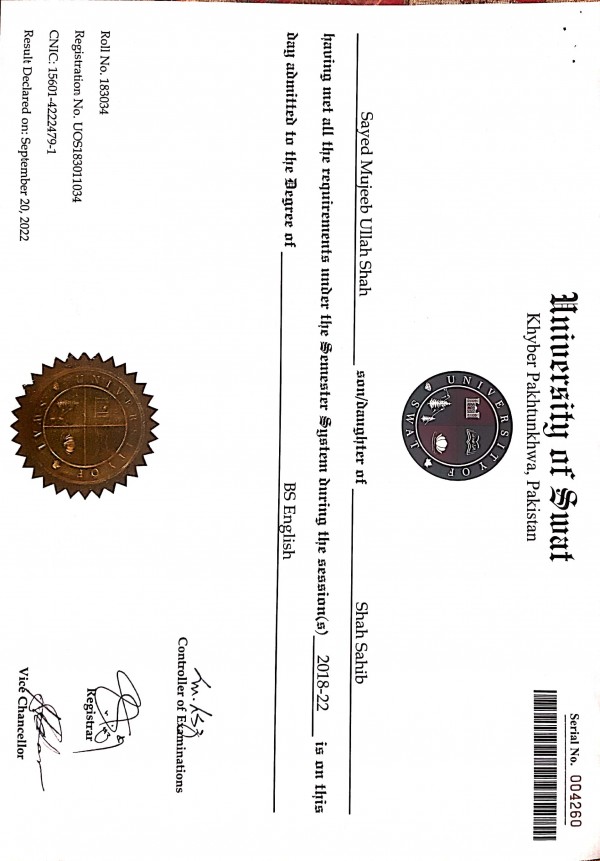 University of Swat
Khyber Pakhtunkhwa, Pakistan
Serial No. 004260
UNIVERSITY OF SWAT
Sayed Mujeeb Ullah Shah son/daughter of Shah Sahib
having met all the requirements under the Semester System during the session(s) 2018-22 is on this
day admitted to the Degree of BS English
Roll No. 183034
Registration No. UOS183011034
CNIC: 15601-4222479-1
Result Declared on: September 20, 2022
UNIVERSITY OF SWAT
Controller of Examinations
Registrar
Vice Chancellor